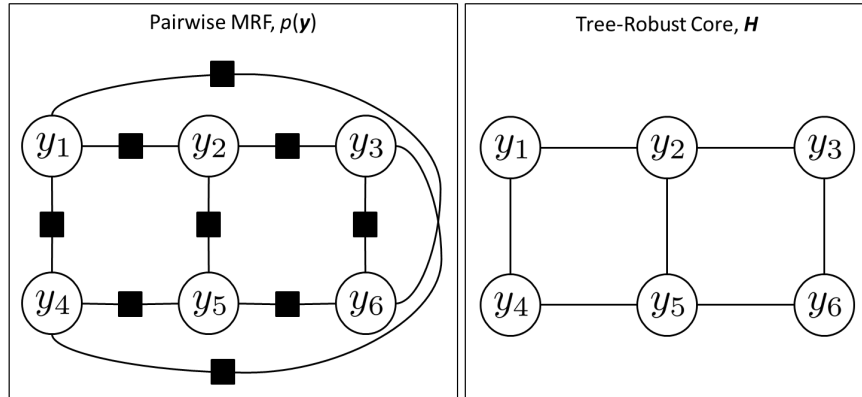 Pairwise MRF, p(y)
Tree-Robust Core, H
y1 y2 y3
y4 y5 y6
y1 y2 y3
y4 y5 y6